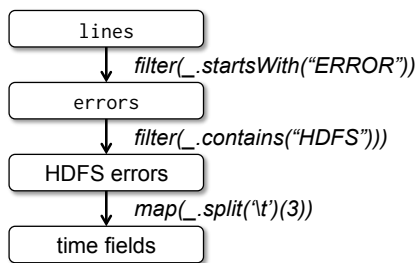 lines
filter(_.startsWith(“ERROR”))
errors
filter(_.contains(“HDFS”)))
HDFS errors
map(_.split(‘\t’)(3))
time fields